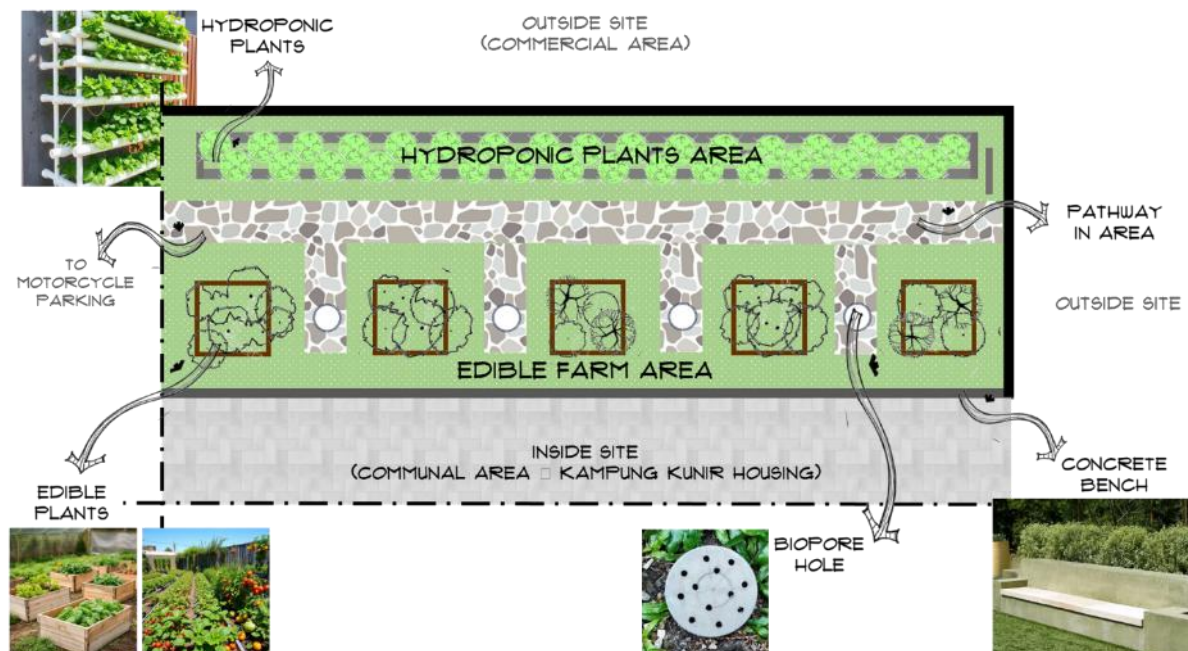 HYDROPONIC
PLANTS
OUTSIDE SITE
(COMMERCIAL AREA)
HYDROPONIC PLANTS AREA
PATHWAY
IN AREA
TO
MOTORCYCLE
PARKING
OUTSIDE SITE
EDIBLE FARM AREA
INSIDE SITE
(COMMUNAL AREA □ KAMPUNG KUNIR HOUSING)
CONCRETE
BENCH
EDIBLE
PLANTS
BIOPORE
HOLE